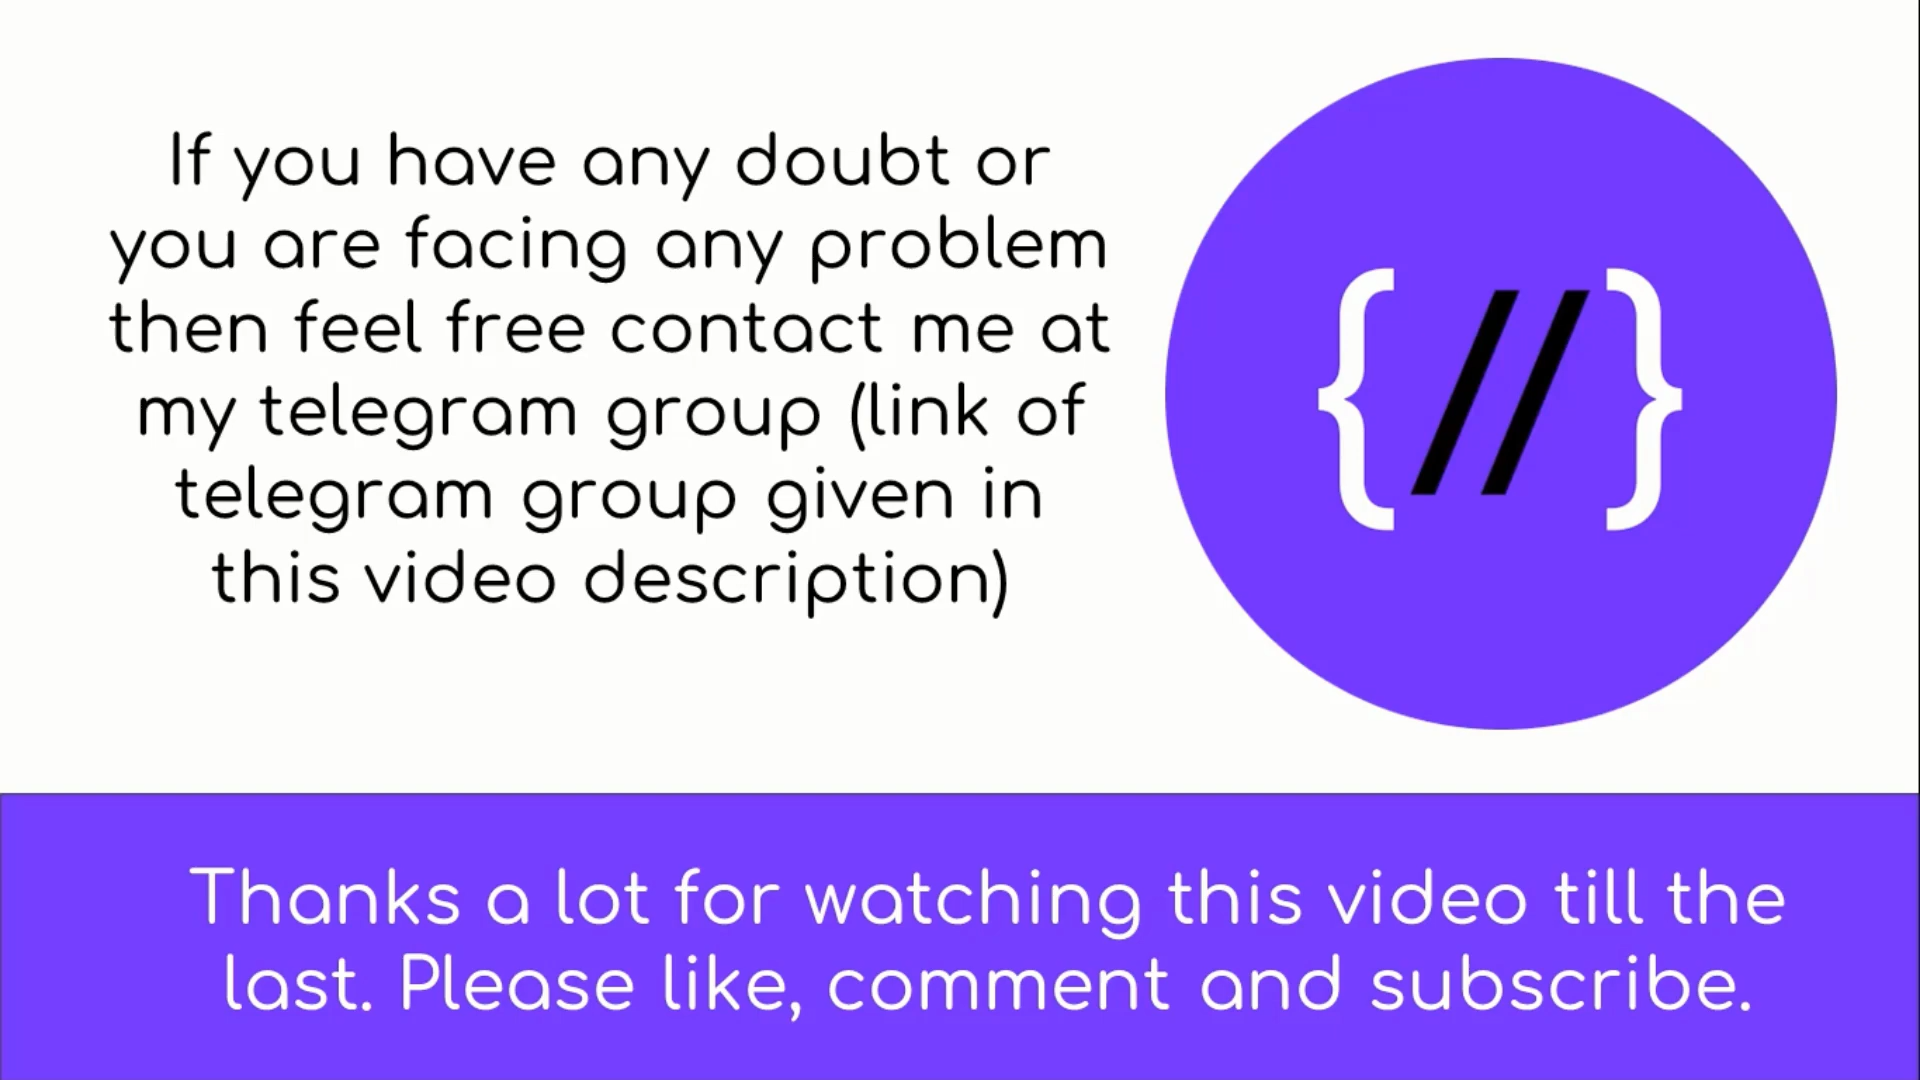 If you have any doubt or
you are facing any problem
then feel free contact me at
my telegram group (link of
telegram group given in
this video description)
{//}
Thanks a lot for watching this video till the
last. Please like, comment and subscribe.